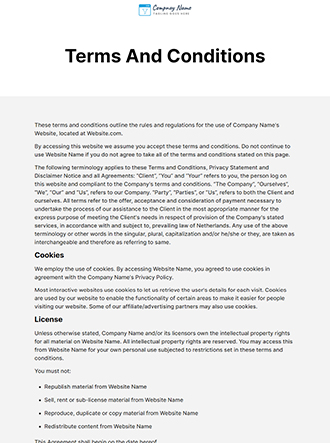 Company Name
TAGLINE GOES HERE
Terms And Conditions
These terms and conditions outline the rules and regulations for the use of Company Name's
Website, located at Website.com.
By accessing this website we assume you accept these terms and conditions. Do not continue to
use Website Name if you do not agree to take all of the terms and conditions stated on this page.
The following terminology applies to these Terms and Conditions, Privacy Statement and
Disclaimer Notice and all Agreements: "Client", "You" and "Your" refers to you, the person log on
this website and compliant to the Company's terms and conditions. "The Company", "Ourselves",
"We", "Our" and "Us", refers to our Company. "Party", "Parties", or "Us", refers to both the Client and
ourselves. All terms refer to the offer, acceptance and consideration of payment necessary to
undertake the process of our assistance to the Client in the most appropriate manner for the
express purpose of meeting the Client's needs in respect of provision of the Company's stated
services, in accordance with and subject to, prevailing law of Netherlands. Any use of the above
terminology or other words in the singular, plural, capitalization and/or he/she or they, are taken as
interchangeable and therefore as referring to same.
Cookies
We employ the use of cookies. By accessing Website Name, you agreed to use cookies in
agreement with the Company Name's Privacy Policy.
Most interactive websites use cookies to let us retrieve the user's details for each visit. Cookies
are used by our website to enable the functionality of certain areas to make it easier for people
visiting our website. Some of our affiliate/advertising partners may also use cookies.
License
Unless otherwise stated, Company Name and/or its licensors own the intellectual property rights
for all material on Website Name. All intellectual property rights are reserved. You may access this
from Website Name for your own personal use subjected to restrictions set in these terms and
conditions.
You must not:
• Republish material from Website Name
• Sell, rent or sub-license material from Website Name
• Reproduce, duplicate or copy material from Website Name
• Redistribute content from Website Name
This Agreement shall begin on the date hereof.